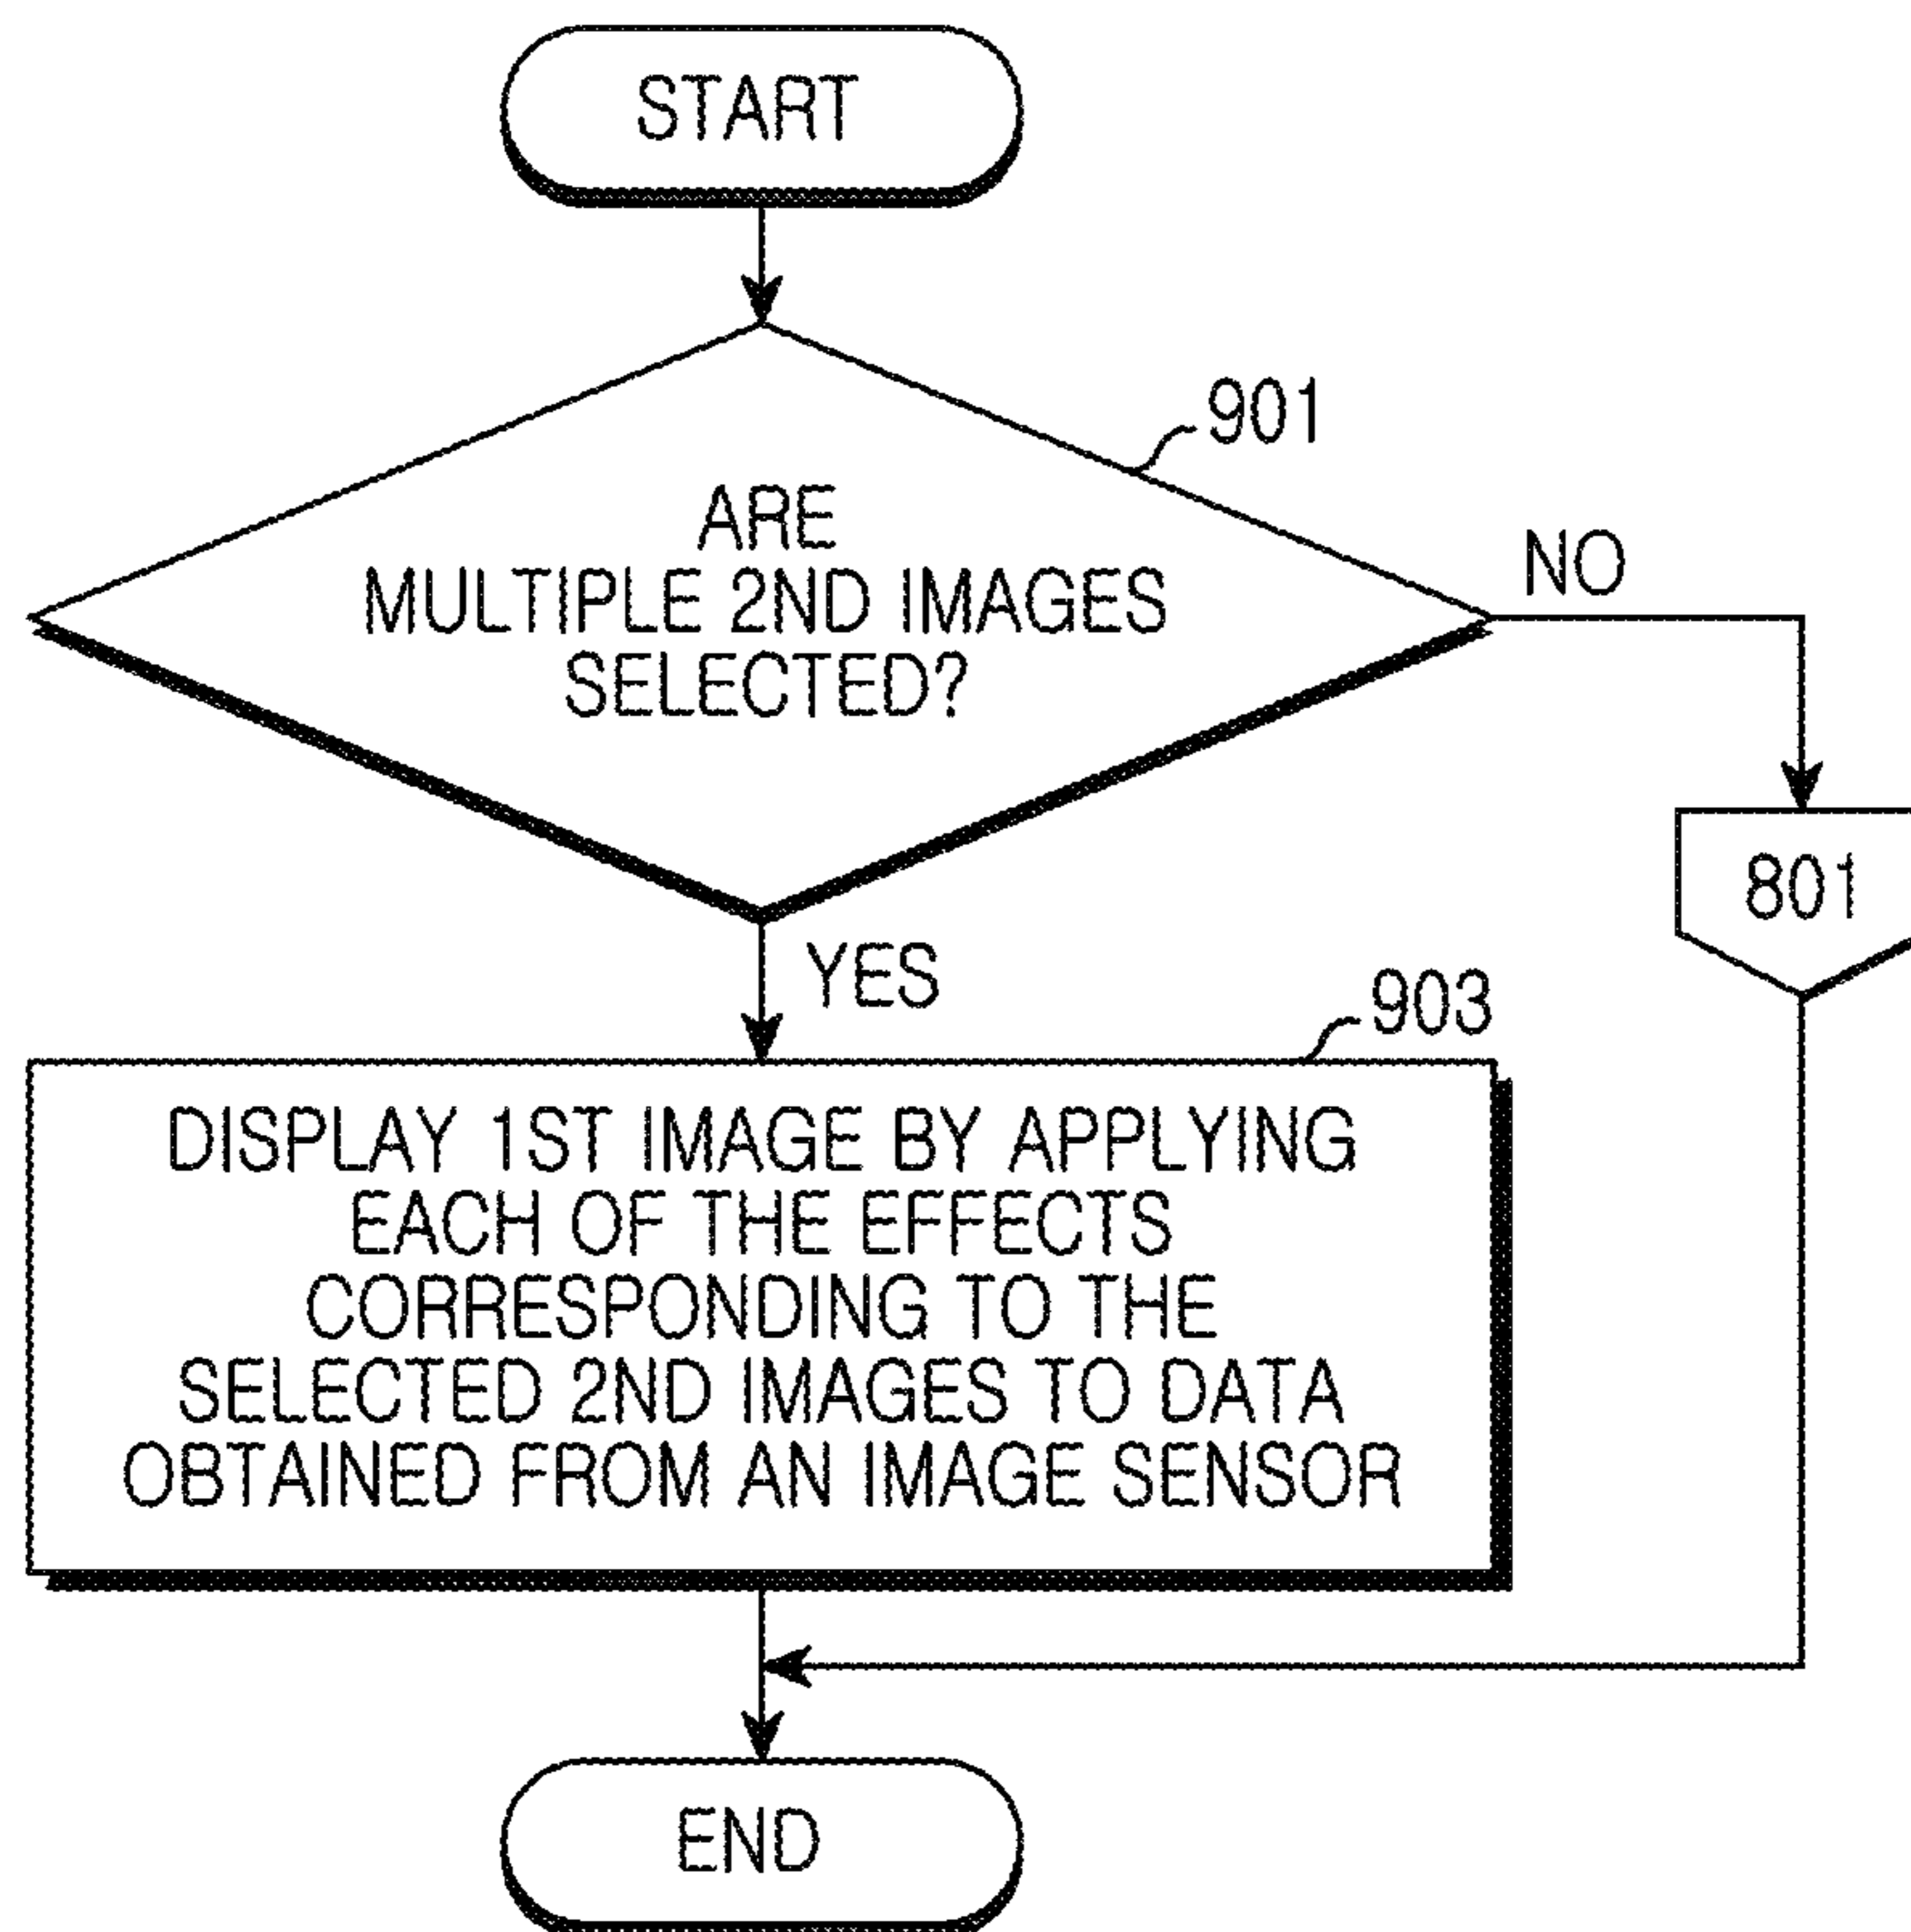 START
901
ARE
MULTIPLE 2ND IMAGES
SELECTED?
NO
801
YES
903
DISPLAY 1ST IMAGE BY APPLYING
EACH OF THE EFFECTS
CORRESPONDING TO THE
SELECTED 2ND IMAGES TO DATA
OBTAINED FROM AN IMAGE SENSOR
END